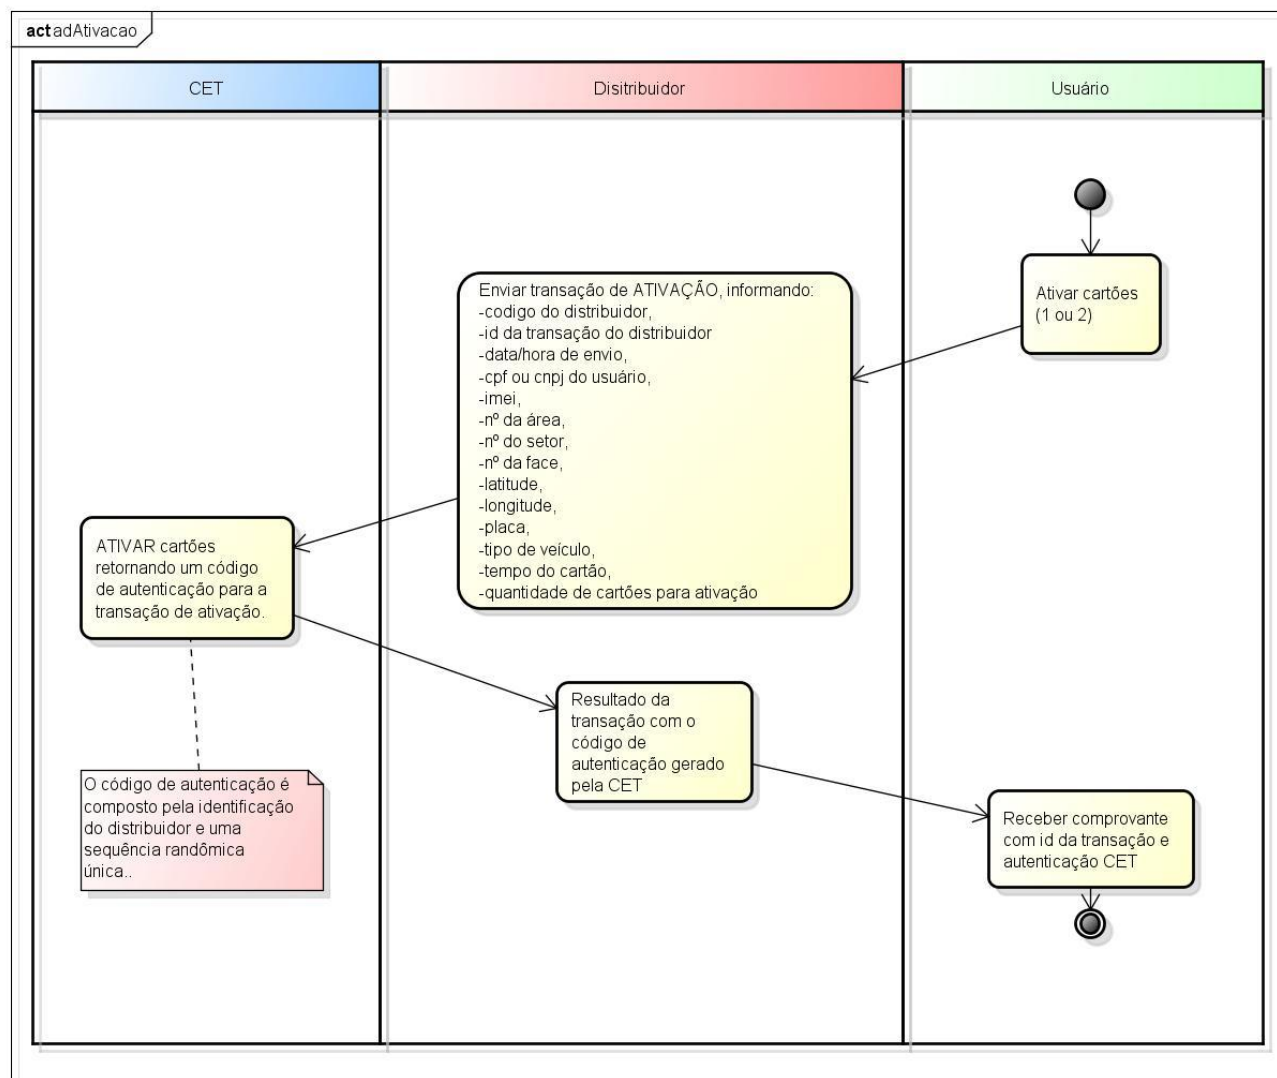 act adAtivacao
CET
Disitribuidor
Usuário
Ativar cartões
(1 ou 2)
Enviar transação de ATIVAÇÃO, informando:
-codigo do distribuidor,
-id da transação do distribuidor
-data/hora de envio,
-cpf ou cnpj do usuário,
-imei,
-nº da área,
-nº do setor,
-nº da face,
-latitude,
-longitude,
-placa,
-tipo de veículo,
-tempo do cartão,
-quantidade de cartões para ativação
ATIVAR cartões
retornando um código
de autenticação para a
transação de ativação.
O código de autenticação é
composto pela identificação
do distribuidor e uma
sequência randômica
única..
Resultado da
transação com o
código de
autenticação gerado
pela CET
Receber comprovante
com id da transação e
autenticação CET